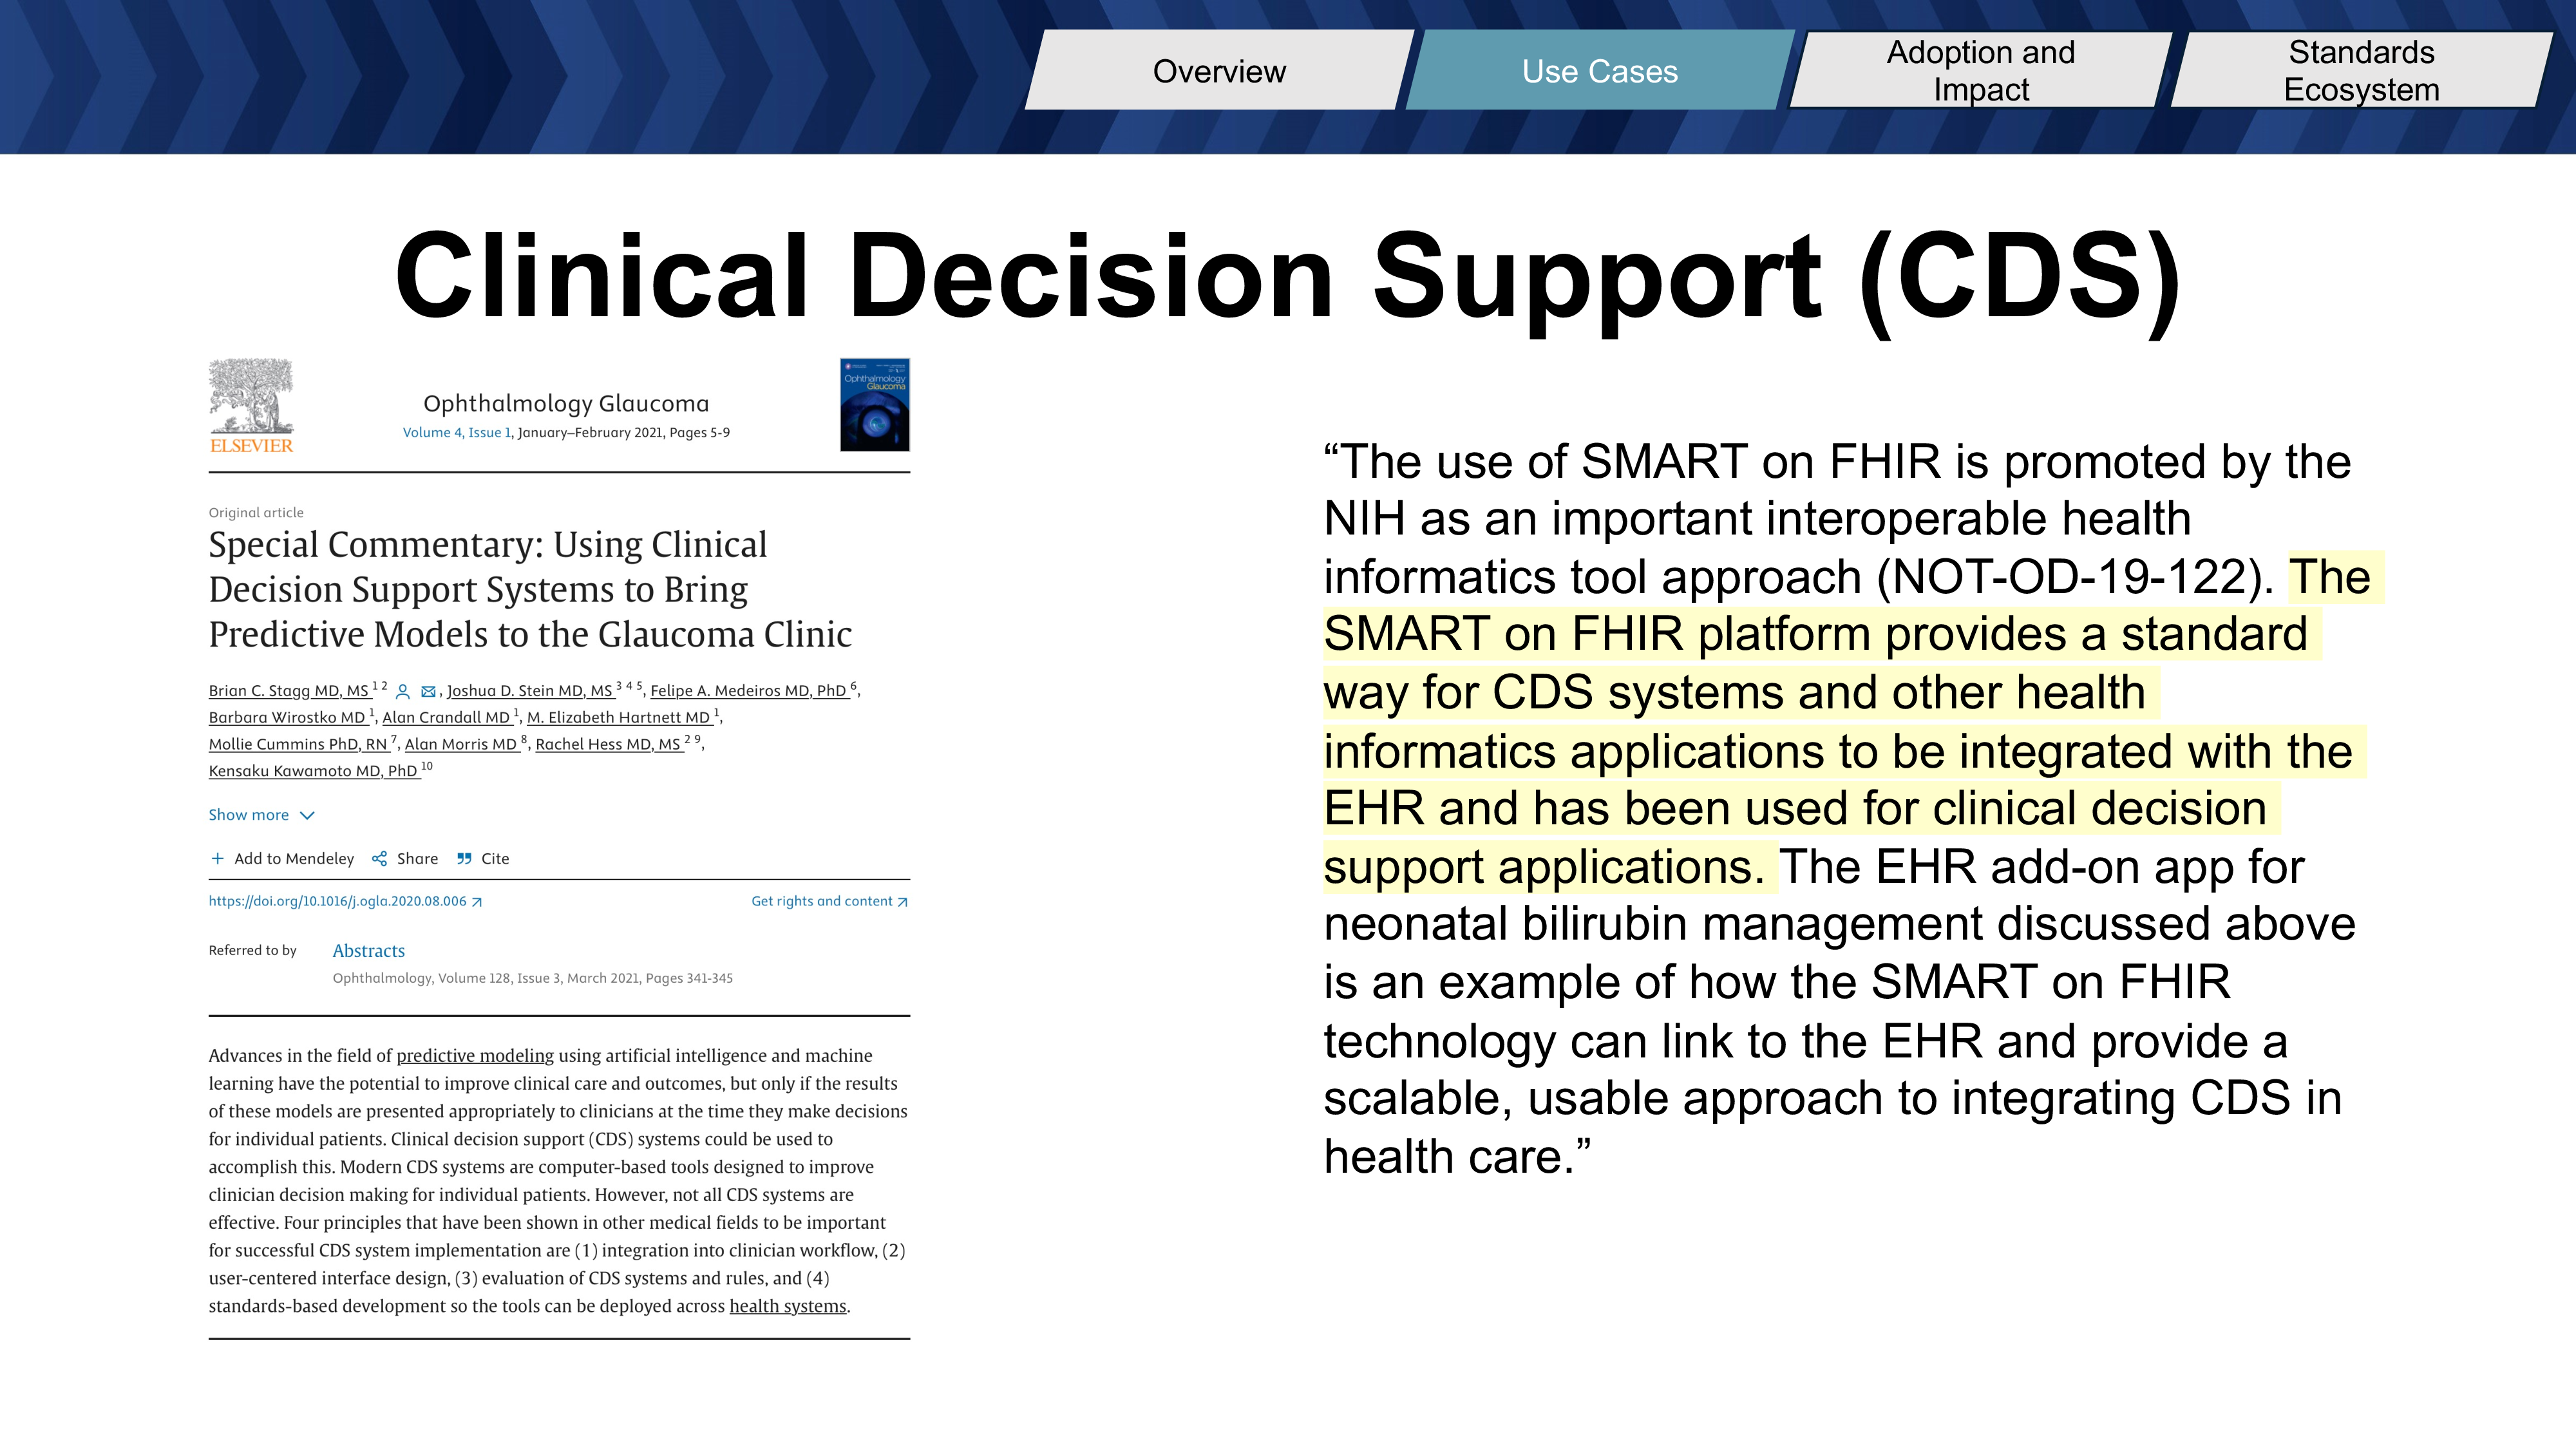 Overview
Use Cases
Adoption and
Impact
Standards
Ecosystem
Clinical Decision Support (CDS)
ELSEVIER
Ophthalmology Glaucoma
Volume 4, Issue 1, January–February 2021, Pages 5-9
Ophthalmology
Glaucoma
Original article
Special Commentary: Using Clinical
Decision Support Systems to Bring
Predictive Models to the Glaucoma Clinic
Brian C. Stagg MD, MS 1 2 , Joshua D. Stein MD, MS 3 4 5, Felipe A. Medeiros MD, PhD 6,
Barbara Wirostko MD 1, Alan Crandall MD 1, M. Elizabeth Hartnett MD 1,
Mollie Cummins PhD, RN 7, Alan Morris MD 8, Rachel Hess MD, MS 2 9,
Kensaku Kawamoto MD, PhD 10
Show more
+ Add to Mendeley Share Cite
https://doi.org/10.1016/j.ogla.2020.08.006 Get rights and content
Referred to by Abstracts
Ophthalmology, Volume 128, Issue 3, March 2021, Pages 341-345
Advances in the field of predictive modeling using artificial intelligence and machine
learning have the potential to improve clinical care and outcomes, but only if the results
of these models are presented appropriately to clinicians at the time they make decisions
for individual patients. Clinical decision support (CDS) systems could be used to
accomplish this. Modern CDS systems are computer-based tools designed to improve
clinician decision making for individual patients. However, not all CDS systems are
effective. Four principles that have been shown in other medical fields to be important
for successful CDS system implementation are (1) integration into clinician workflow, (2)
user-centered interface design, (3) evaluation of CDS systems and rules, and (4)
standards-based development so the tools can be deployed across health systems.
“The use of SMART on FHIR is promoted by the
NIH as an important interoperable health
informatics tool approach (NOT-OD-19-122). The
SMART on FHIR platform provides a standard
way for CDS systems and other health
informatics applications to be integrated with the
EHR and has been used for clinical decision
support applications. The EHR add-on app for
neonatal bilirubin management discussed above
is an example of how the SMART on FHIR
technology can link to the EHR and provide a
scalable, usable approach to integrating CDS in
health care.”